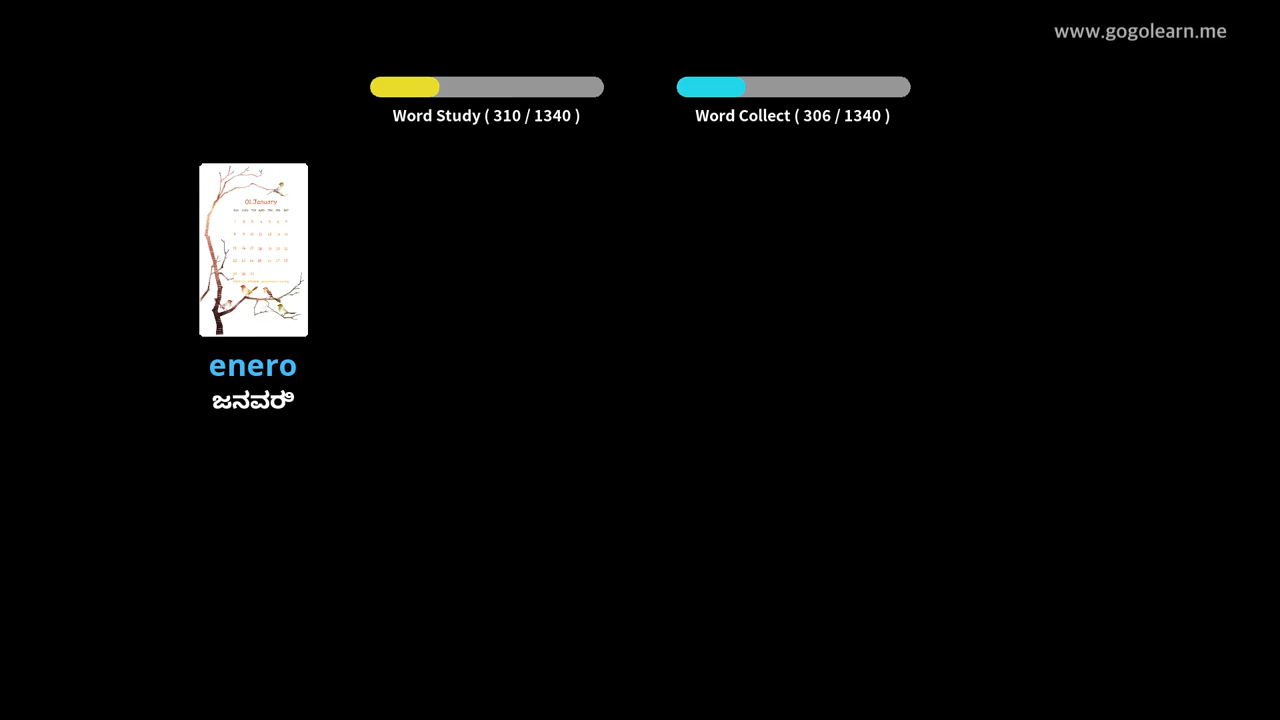 www.gogolearn.me
Word Study ( 310 / 1340 )
Word Collect ( 306 / 1340 )
01.January
enero
ಜನವರಿ